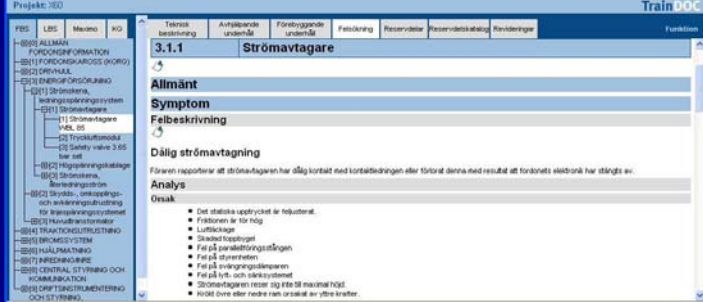 Projekt: X60
TrainDOC
FBS LBS Maximo KO
Teknisk beskrivning
Avhjälpande underhåll
Förebyggande underhåll
Felsökning
Reservdelar
Reservdelskatalog
Revideringar
Funktion
[0] ALLMÄN
FORDONSINFORMATION
[1] FORDONSKAROSS (KORG)
[2] DRIVHJUL
[3] ENERGIFÖRSÖRJNING
[1] Strömskena,
ledningsspänningssystem
[1] Strömavtagare
[1] Strömavtagare
WBL 85
[2] Tryckluftsmodul
[3] Safety valve 3.65
bar set
[2] Högspänningskablage
[3] Strömskena,
återledningsström
[2] Skydds-, omkopplings-
och avkänningsutrustning
för linjespänningssystemet
[3] Huvudtransformator
[4] TRAKTIONSUTRUSTNING
[5] BROMSSYSTEM
[6] HJÄLPMATNING
[7] INREDNING/INRE
[8] CENTRAL STYRNING OCH
KOMMUNIKATION
[9] DRIFTSINSTRUMENTERING
OCH STYRNING,
3.1.1 Strömavtagare
Allmänt
Symptom
Felbeskrivning
Dålig strömavtagning
Föraren rapporterar att strömavtagaren har dålig kontakt med kontaktledningen eller förlorat denna med resultat att fordonets elektronik har stängts av.
Analys
Orsak
Det statiska upptrycket är feljusterat.
Friktionen är för hög
Luftläckage
Skadad toppbygel
Fel på parallellföringsstången
Fel på styrenheten
Fel på svängningsdämparen
Fel på lyft- och sänksystemet
Strömavtagaren reser sig inte till maximal höjd.
Krökt övre eller nedre ram orsakat av yttre krafter.